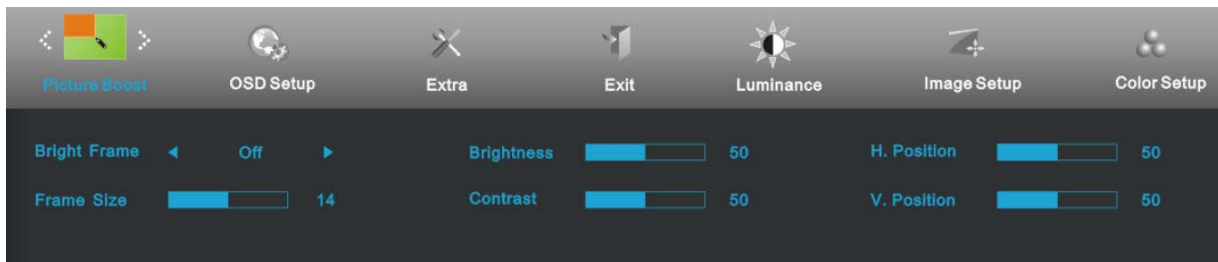 Picture Boost OSD Setup Extra Exit Luminance Image Setup Color Setup
Bright Frame Off Brightness 50 H. Position 50
Frame Size 14 Contrast 50 V. Position 50